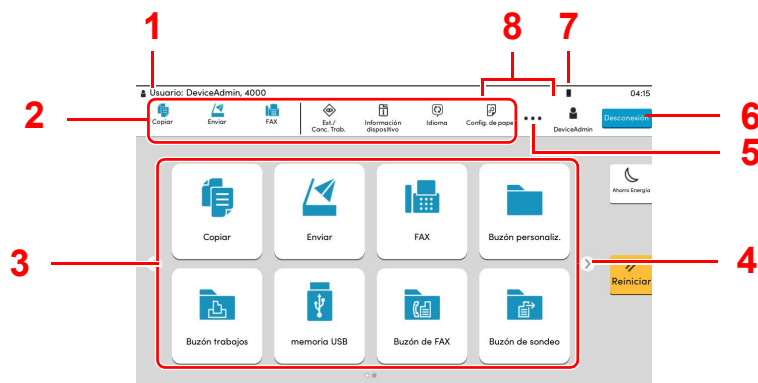 1
8
7
Usuario: DeviceAdmin, 4000
04:15
2
Copiar
Enviar
FAX
Est./
Canc. Trab.
Información
dispositivo
Idioma
Config. de pape
DeviceAdmin
Desconexión
6
5
Ahorro Energía
Copiar
Enviar
FAX
Buzón personaliz.
3
4
Reiniciar
Buzón trabajos
memoria USB
Buzón de FAX
Buzón de sondeo